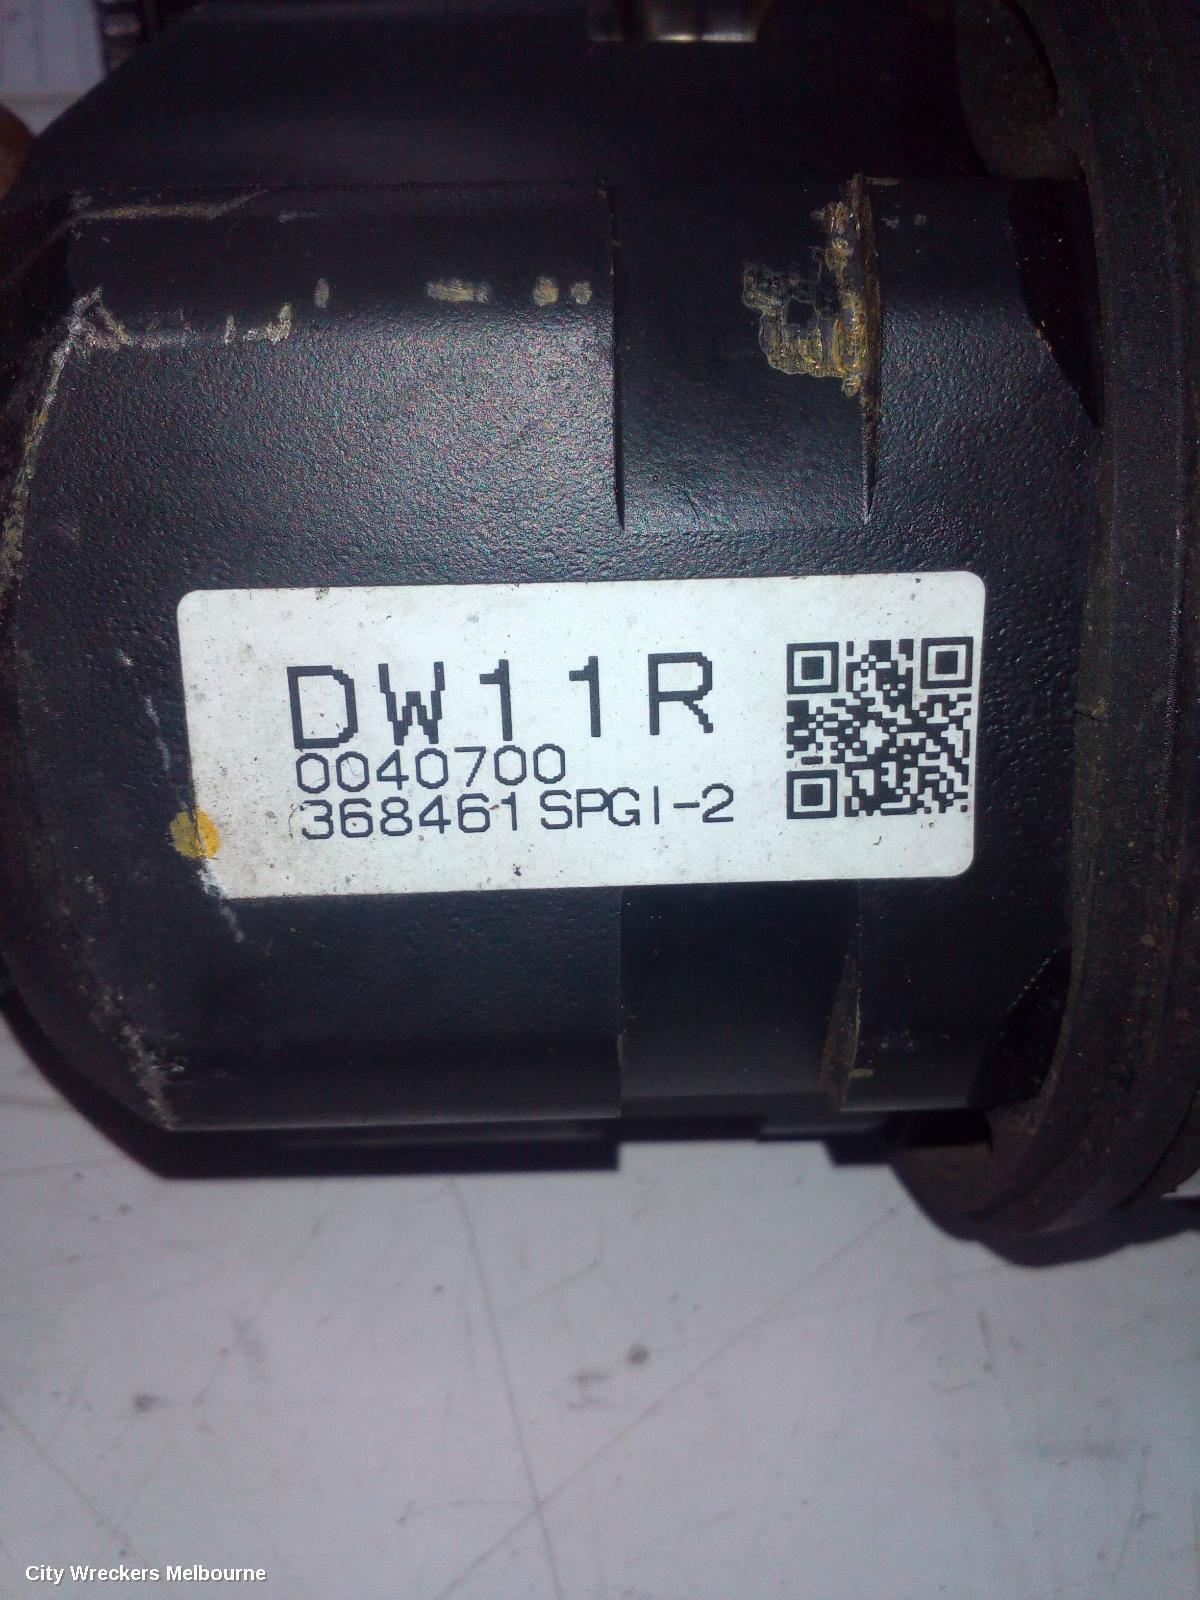 DW11R
0040700
368461SPGI-2
City Wreckers Melbourne